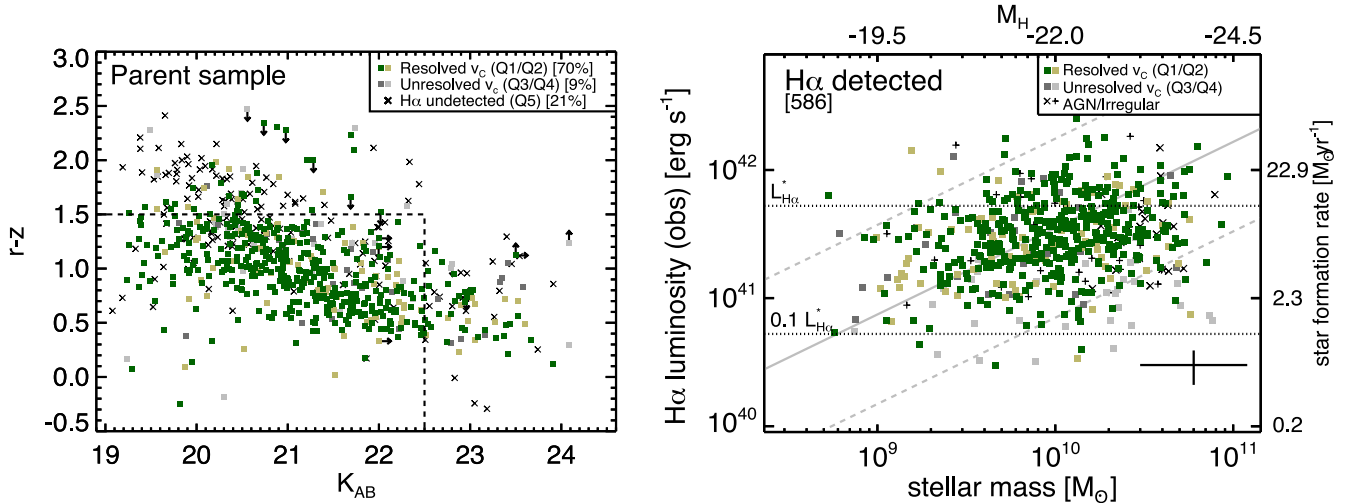 Parent sample
Resolved v_c (Q1/Q2) [70%]
Unresolved v_c (Q3/Q4) [9%]
Hα undetected (Q5) [21%]
3.0
2.5
2.0
1.5
1.0
0.5
0.0
-0.5
r-z
19 20 21 22 23 24
K_AB
M_H
-19.5 -22.0 -24.5
Hα detected
[586]
Resolved v_c (Q1/Q2)
Unresolved v_c (Q3/Q4)
AGN/Irregular
L*_Hα
0.1 L*_Hα
10^42
10^41
10^40
Hα luminosity (obs) [erg s⁻¹]
22.9
2.3
0.2
star formation rate [M⊙yr⁻¹]
10^9 10^10 10^11
stellar mass [M⊙]